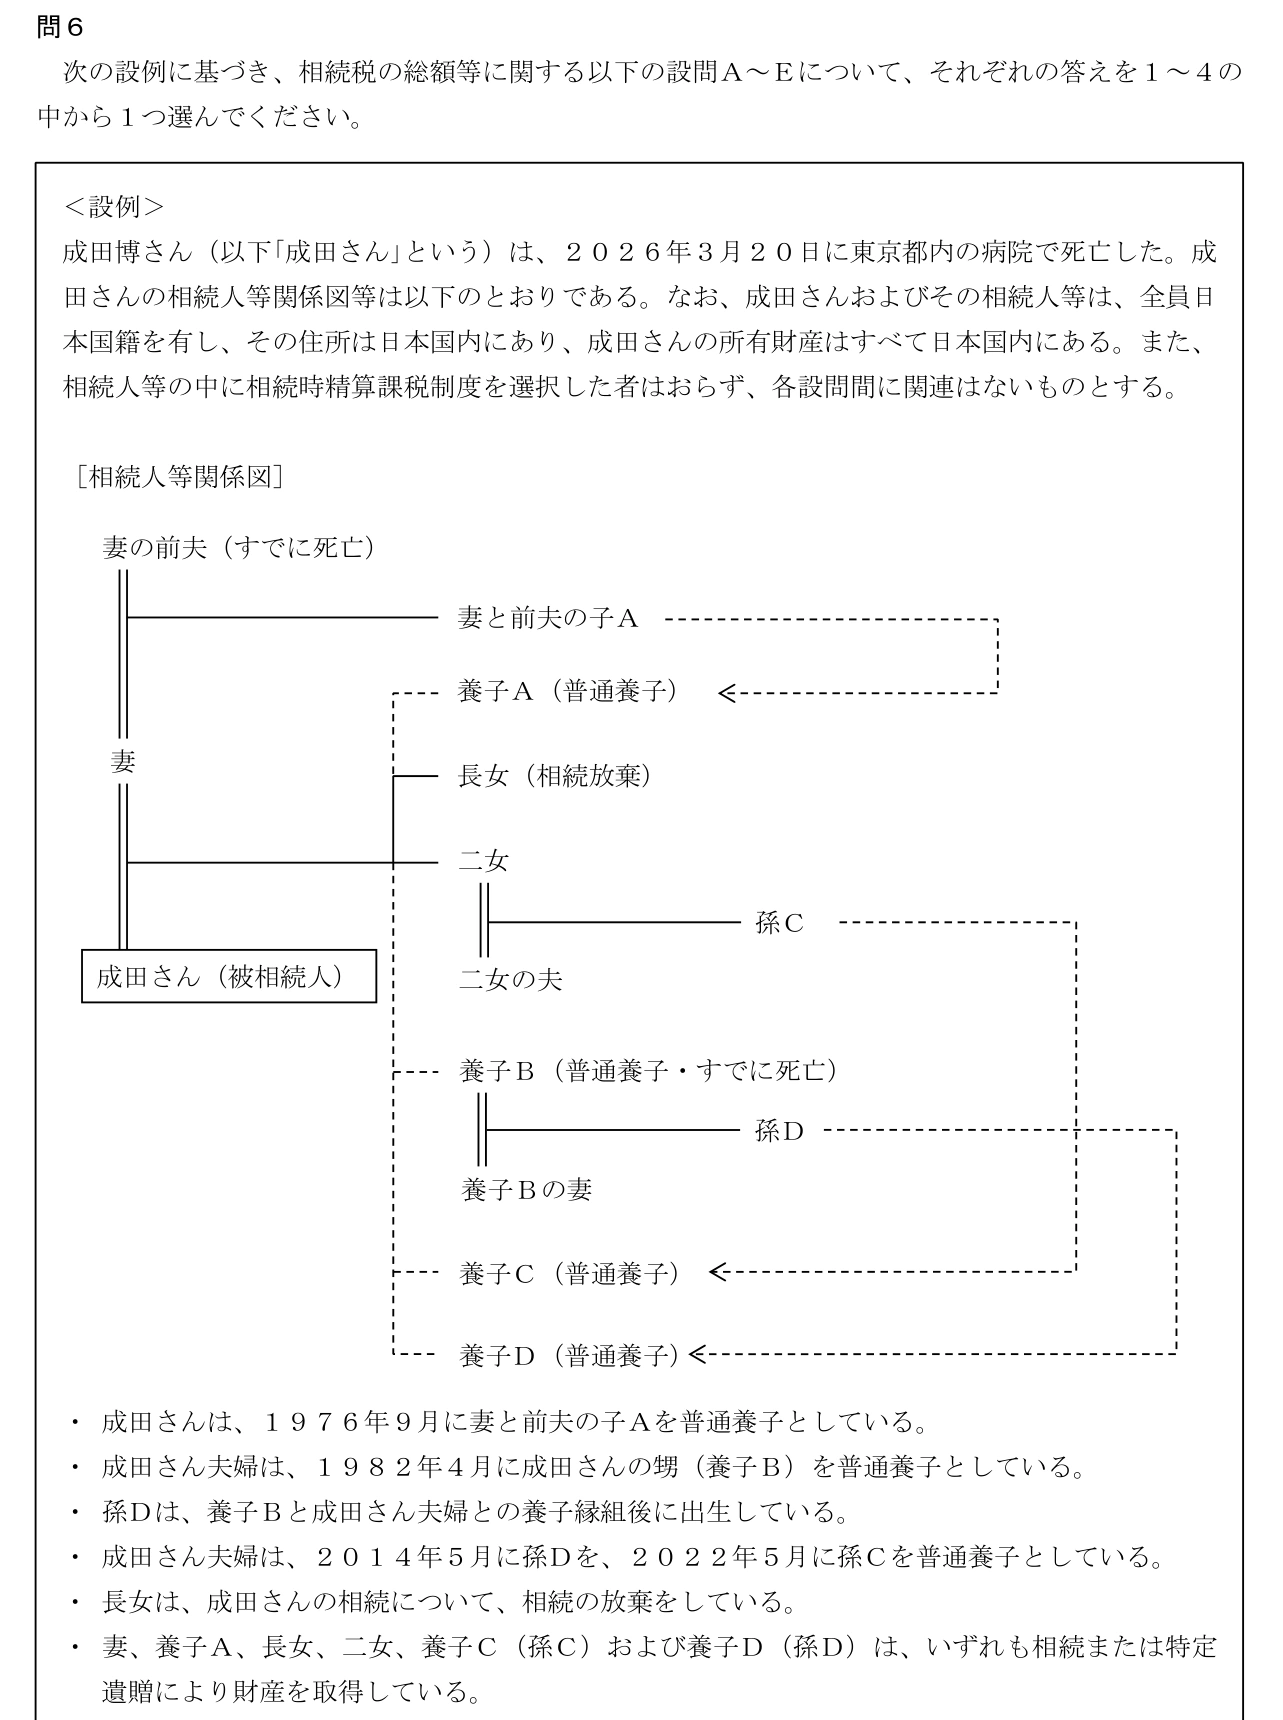 問６
次の設例に基づき、相続税の総額等に関する以下の設問Ａ～Ｅについて、それぞれの答えを１～４の
中から１つ選んでください。
＜設例＞
成田博さん（以下｢成田さん｣という）は、２０２６年３月２０日に東京都内の病院で死亡した。成
田さんの相続人等関係図等は以下のとおりである。なお、成田さんおよびその相続人等は、全員日
本国籍を有し、その住所は日本国内にあり、成田さんの所有財産はすべて日本国内にある。また、
相続人等の中に相続時精算課税制度を選択した者はおらず、各設問間に関連はないものとする。
［相続人等関係図］
妻の前夫（すでに死亡）
妻と前夫の子Ａ
養子Ａ（普通養子）
妻
長女（相続放棄）
二女
孫Ｃ
成田さん（被相続人）
二女の夫
養子Ｂ（普通養子・すでに死亡）
孫Ｄ
養子Ｂの妻
養子Ｃ（普通養子）
養子Ｄ（普通養子）
・ 成田さんは、１９７６年９月に妻と前夫の子Ａを普通養子としている。
・ 成田さん夫婦は、１９８２年４月に成田さんの甥（養子Ｂ）を普通養子としている。
・ 孫Ｄは、養子Ｂと成田さん夫婦との養子縁組後に出生している。
・ 成田さん夫婦は、２０１４年５月に孫Ｄを、２０２２年５月に孫Ｃを普通養子としている。
・ 長女は、成田さんの相続について、相続の放棄をしている。
・ 妻、養子Ａ、長女、二女、養子Ｃ（孫Ｃ）および養子Ｄ（孫Ｄ）は、いずれも相続または特定
遺贈により財産を取得している。